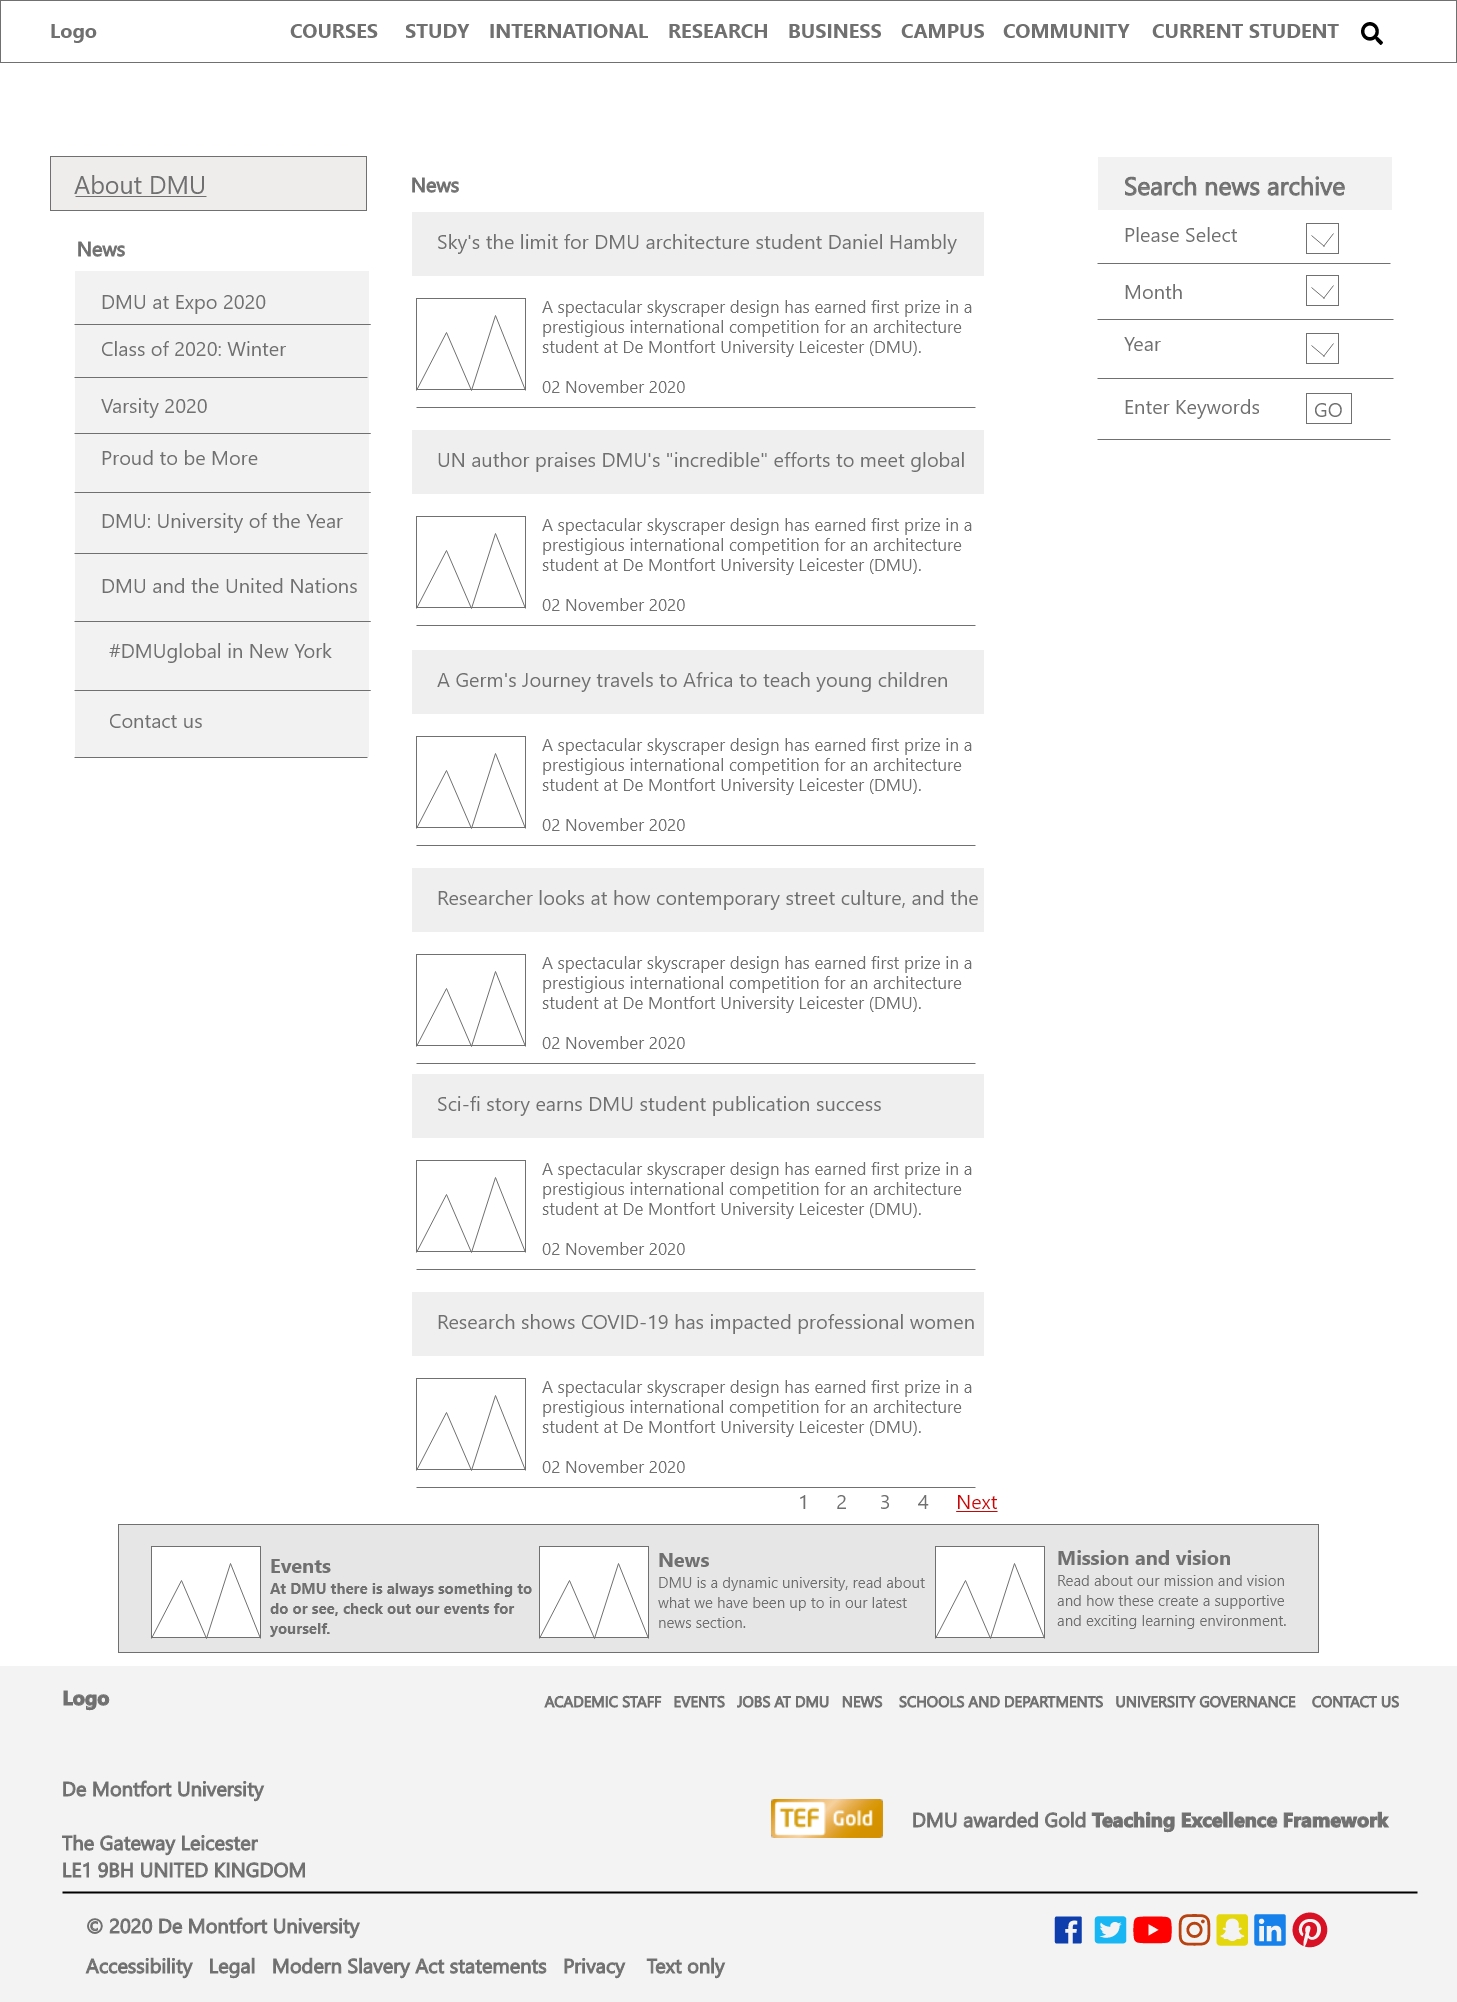 Logo
COURSES STUDY INTERNATIONAL RESEARCH BUSINESS CAMPUS COMMUNITY CURRENT STUDENT
About DMU
News
DMU at Expo 2020
Class of 2020: Winter
Varsity 2020
Proud to be More
DMU: University of the Year
DMU and the United Nations
#DMUglobal in New York
Contact us
News
Sky's the limit for DMU architecture student Daniel Hambly
A spectacular skyscraper design has earned first prize in a
prestigious international competition for an architecture
student at De Montfort University Leicester (DMU).
02 November 2020
UN author praises DMU's "incredible" efforts to meet global
A spectacular skyscraper design has earned first prize in a
prestigious international competition for an architecture
student at De Montfort University Leicester (DMU).
02 November 2020
A Germ's Journey travels to Africa to teach young children
A spectacular skyscraper design has earned first prize in a
prestigious international competition for an architecture
student at De Montfort University Leicester (DMU).
02 November 2020
Researcher looks at how contemporary street culture, and the
A spectacular skyscraper design has earned first prize in a
prestigious international competition for an architecture
student at De Montfort University Leicester (DMU).
02 November 2020
Sci-fi story earns DMU student publication success
A spectacular skyscraper design has earned first prize in a
prestigious international competition for an architecture
student at De Montfort University Leicester (DMU).
02 November 2020
Research shows COVID-19 has impacted professional women
A spectacular skyscraper design has earned first prize in a
prestigious international competition for an architecture
student at De Montfort University Leicester (DMU).
02 November 2020
1 2 3 4 Next
Search news archive
Please Select
Month
Year
Enter Keywords GO
Events
At DMU there is always something to
do or see, check out our events for
yourself.
News
DMU is a dynamic university, read about
what we have been up to in our latest
news section.
Mission and vision
Read about our mission and vision
and how these create a supportive
and exciting learning environment.
Logo
ACADEMIC STAFF EVENTS JOBS AT DMU NEWS SCHOOLS AND DEPARTMENTS UNIVERSITY GOVERNANCE CONTACT US
De Montfort University
The Gateway Leicester
LE1 9BH UNITED KINGDOM
TEF Gold
DMU awarded Gold Teaching Excellence Framework
© 2020 De Montfort University
Accessibility Legal Modern Slavery Act statements Privacy Text only